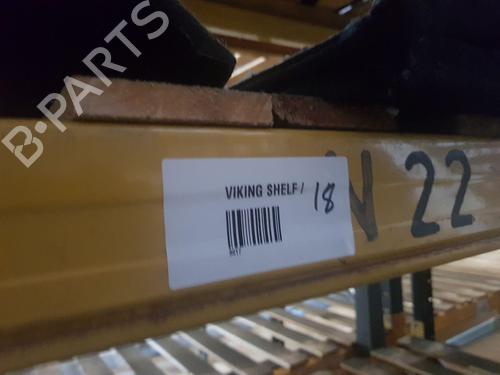 B-PARTS
VIKING SHELF / 18
N 22